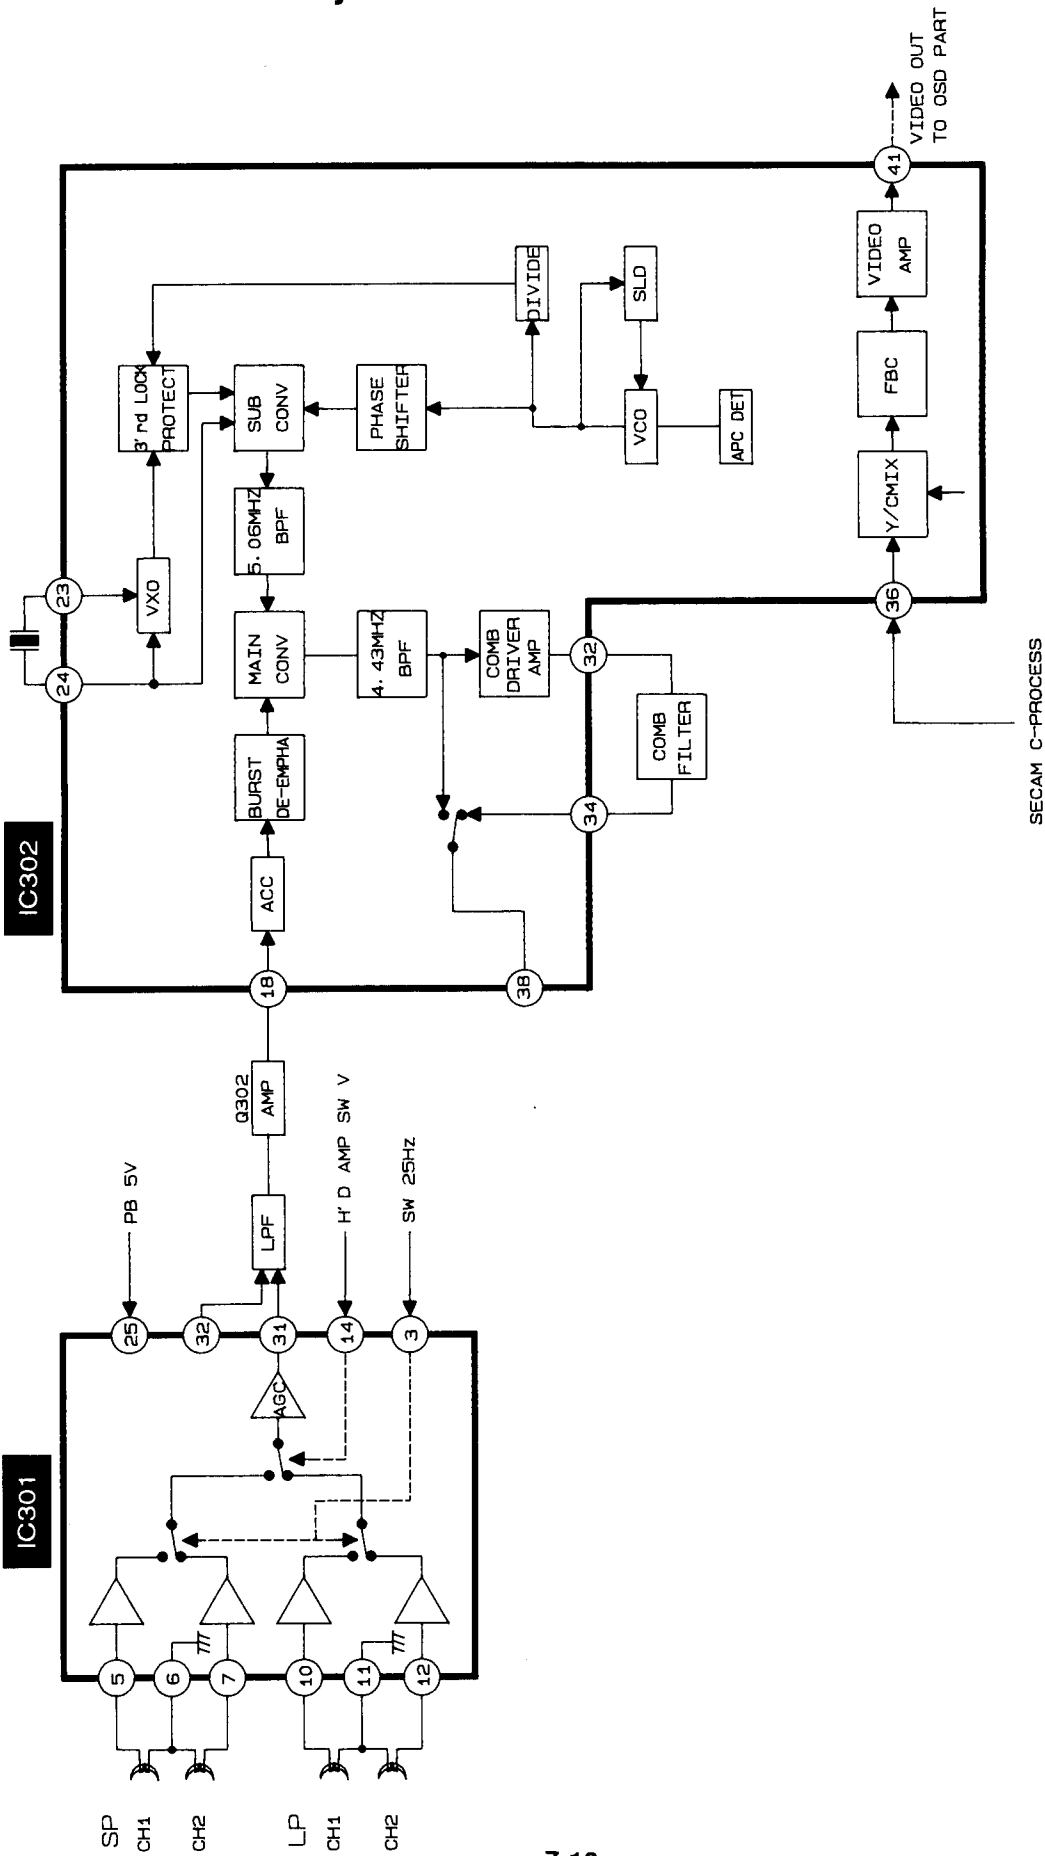 IC301
SP
CH1
CH2
LP
CH1
CH2
5
6
7
10
11
12
AGC
25
32
31
14
3
PB 5V
H'D AMP SW V
SW 25Hz
LPF
Q302
AMP
IC302
18
38
ACC
BURST
DE-EMPHA
MAIN
CONV
5.06MHZ
BPF
SUB
CONV
24
23
VXO
3'rd LOCK
PROTECT
4.43MHZ
BPF
PHASE
SHIFTER
COMB
DRIVER
AMP
DIVIDE
32
34
COMB
FILTER
VCO
SLD
APC DET
36
Y/CMIX
FBC
VIDEO
AMP
41
VIDEO OUT
TO OSD PART
SECAM C-PROCESS